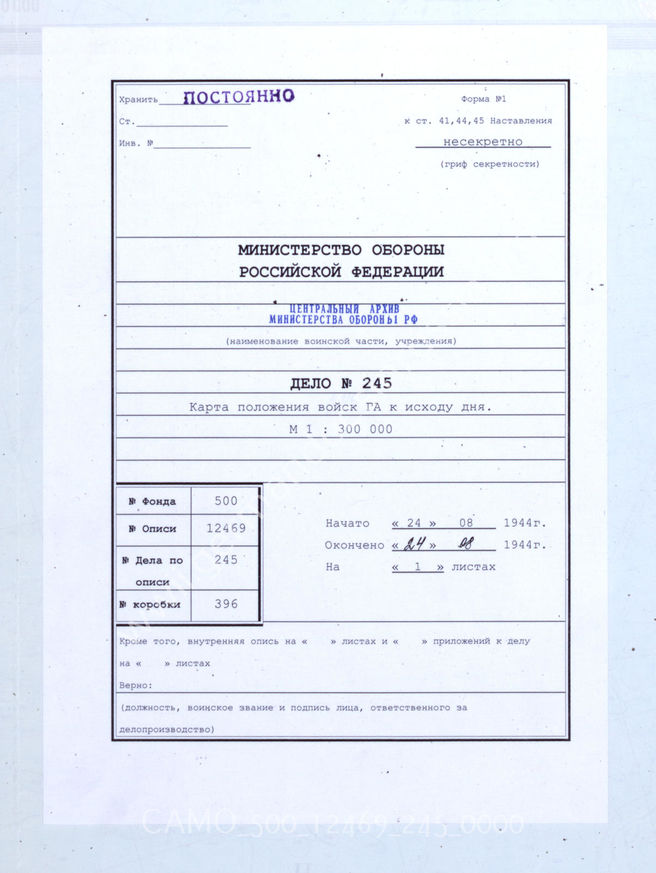 Хранить ПОСТОЯННО
Форма №1
Ст.
к ст. 41,44,45 Наставления
Инв. №
несекретно
(гриф секретности)
МИНИСТЕРСТВО ОБОРОНЫ
РОССИЙСКОЙ ФЕДЕРАЦИИ
ЦЕНТРАЛЬНЫЙ АРХИВ
МИНИСТЕРСТВА ОБОРОНЫ РФ
(наименование воинской части, учреждения)
ДЕЛО № 245
Карта положения войск ГА к исходу дня.
М 1 : 300 000
№ Фонда 500
№ Описи 12469
№ Дела по
описи
245
№ коробки 396
Начато « 24 » 08 1944г.
Окончено « 24 » 08 1944г.
На « 1 » листах
Кроме того, внутренняя опись на « » листах и « » приложений к делу
на « » листах
Верно:
(должность, воинское звание и подпись лица, ответственного за
делопроизводство)
CAMO_500_12469_245_0000